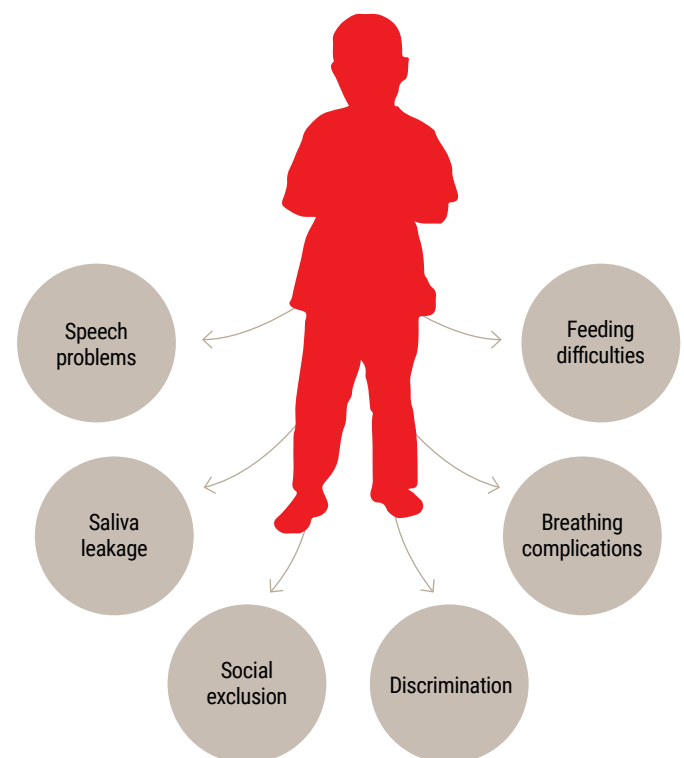 Speech
problems
Feeding
difficulties
Saliva
leakage
Breathing
complications
Social
exclusion
Discrimination